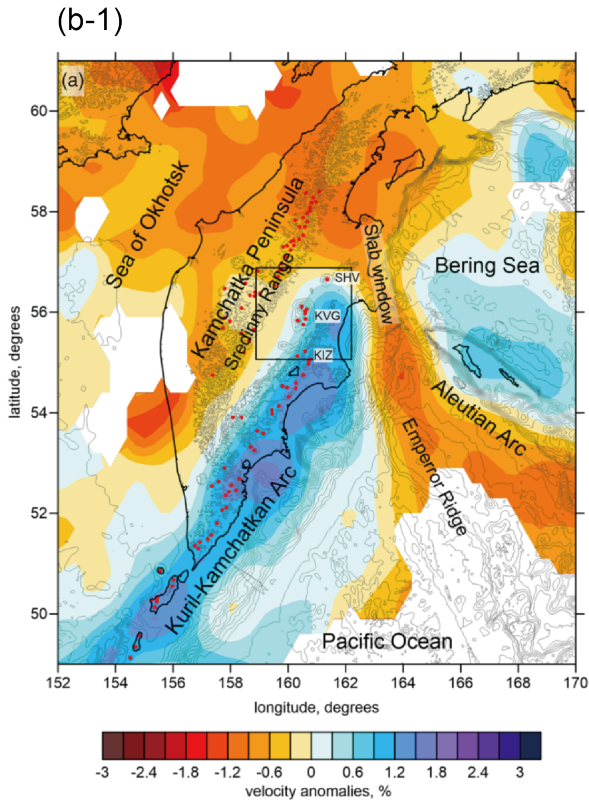 (b-1)
(a)
60
58
56
54
52
50
latitude, degrees
Sea of Okhotsk
Kamchatka Peninsula
Sredinny Range
Slab window
Bering Sea
SHV
KVG
KIZ
Aleutian Arc
Emperror Ridge
Kuril-Kamchatkan Arc
Pacific Ocean
152 154 156 158 160 162 164 166 168 170
longitude, degrees
-3 -2.4 -1.8 -1.2 -0.6 0 0.6 1.2 1.8 2.4 3
velocity anomalies, %